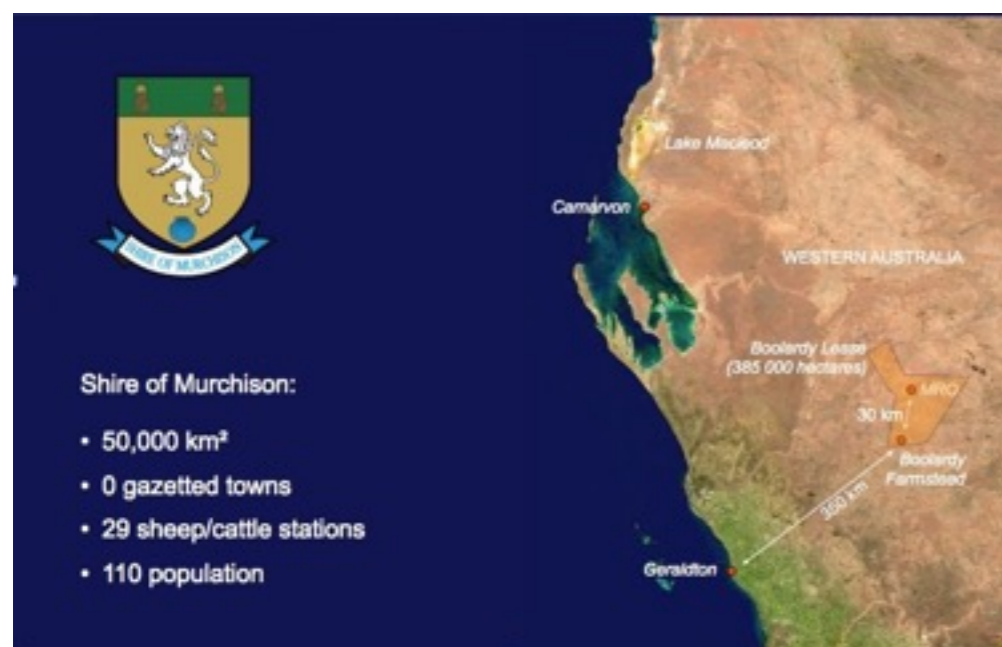 SHIRE OF MURCHISON
Shire of Murchison:
• 50,000 km²
• 0 gazetted towns
• 29 sheep/cattle stations
• 110 population
Lake Macleod
Carnarvon
WESTERN AUSTRALIA
Boolardy Lease
(385 000 hectares)
MRO
30 km
Boolardy
Farmstead
350 km
Geraldton